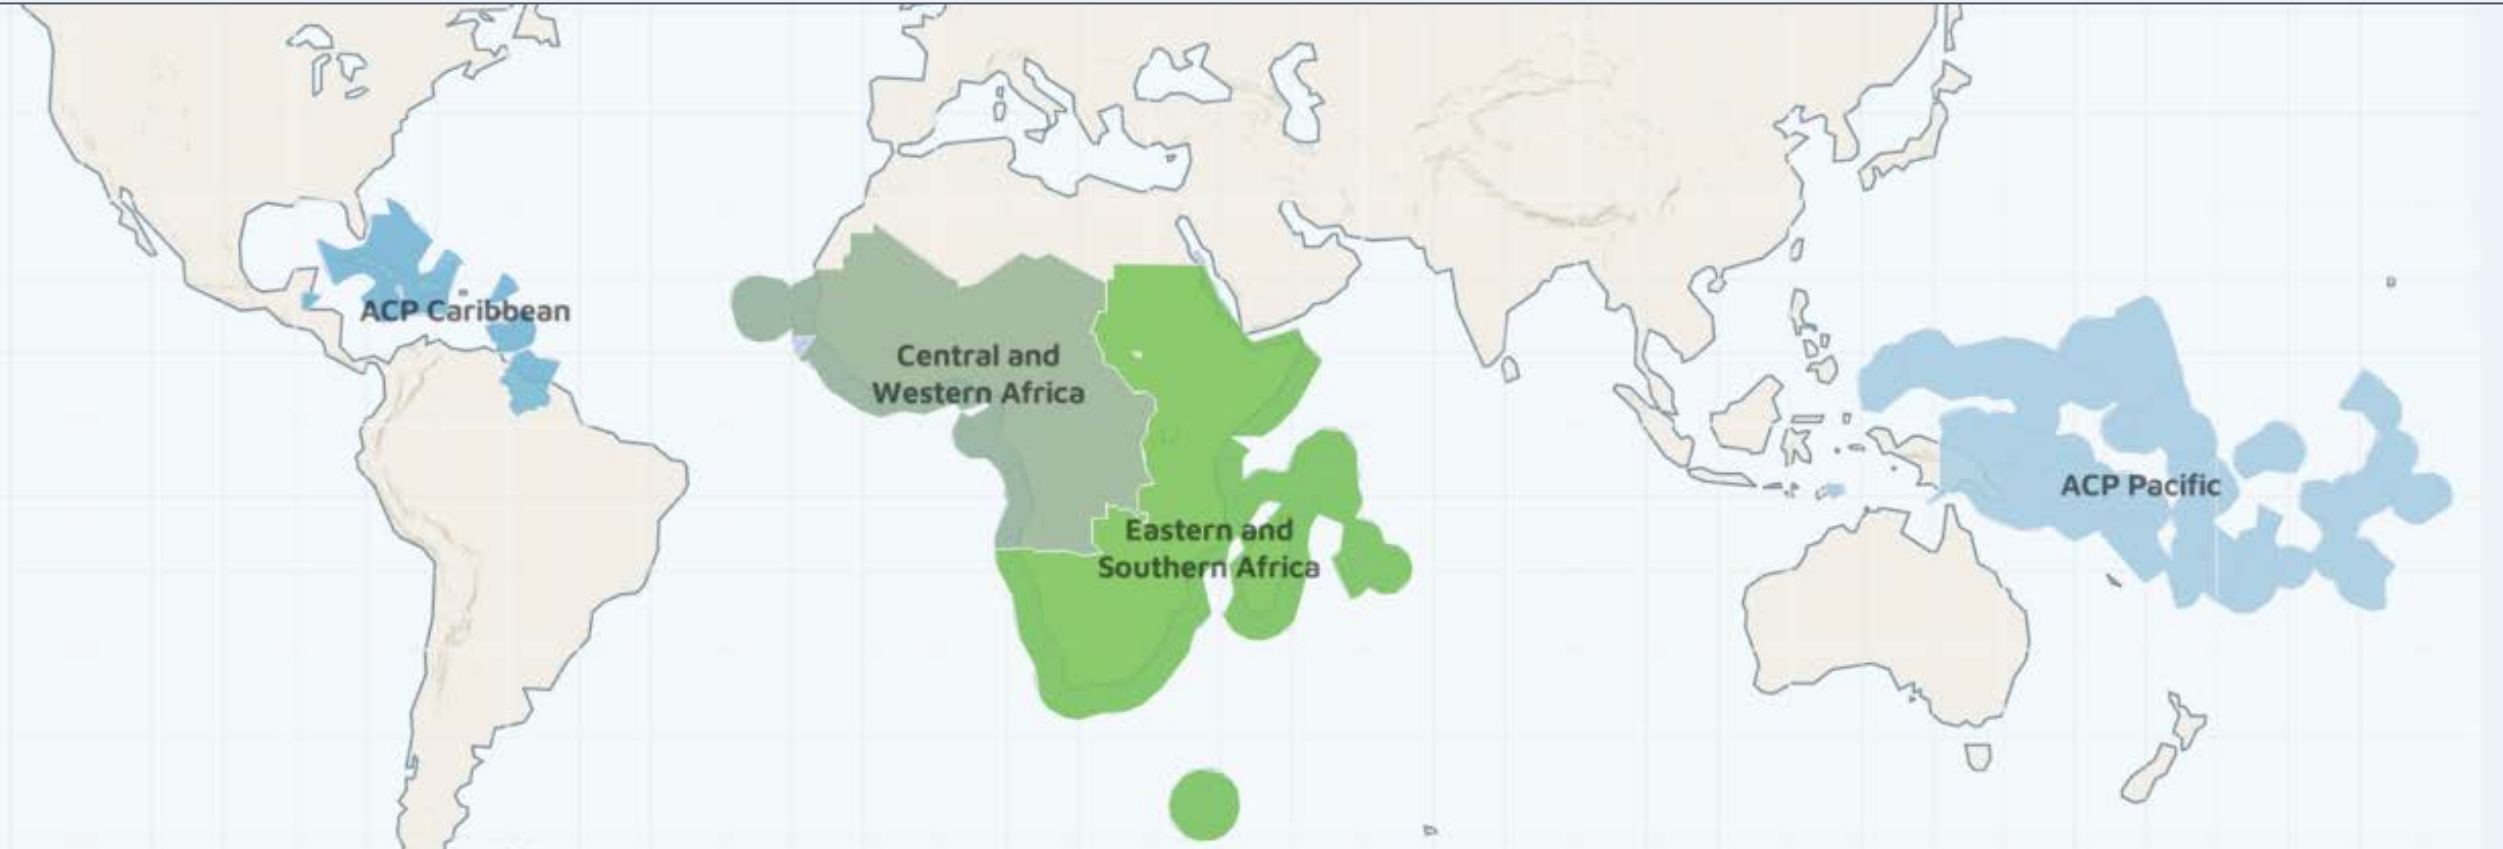 ACP Caribbean
Central and
Western Africa
Eastern and
Southern Africa
ACP Pacific